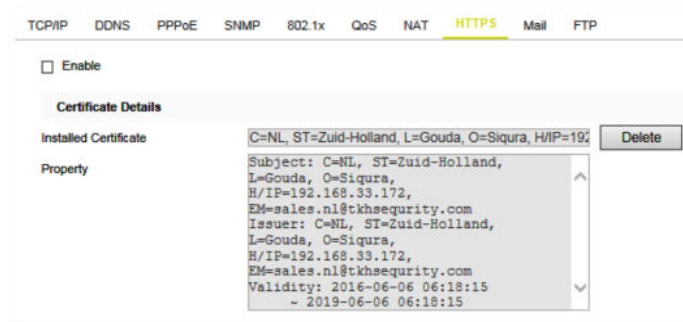 TCP/IP DDNS PPPoE SNMP 802.1x QoS NAT HTTPS Mail FTP
Enable
Certificate Details
Installed Certificate C=NL, ST=Zuid-Holland, L=Gouda, O=Siqura, H/IP=192 Delete
Property
Subject: C=NL, ST=Zuid-Holland,
L=Gouda, O=Siqura,
H/IP=192.168.33.172,
EM=sales.nl@tkhsequrity.com
Issuer: C=NL, ST=Zuid-Holland,
L=Gouda, O=Siqura,
H/IP=192.168.33.172,
EM=sales.nl@tkhsequrity.com
Validity: 2016-06-06 06:18:15
~ 2019-06-06 06:18:15